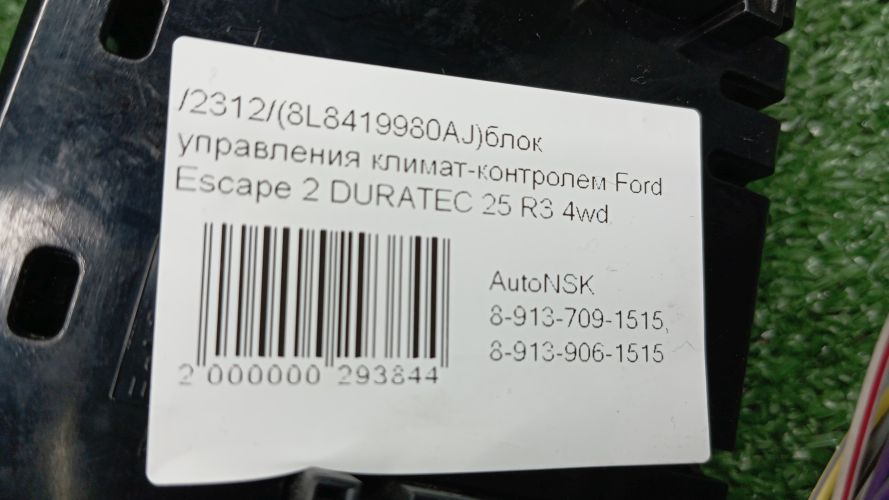 /2312/(8L8419980AJ)блок
управления климат-контролем Ford
Escape 2 DURATEC 25 R3 4wd
AutoNSK
8-913-709-1515,
8-913-906-1515
2 000000 293844